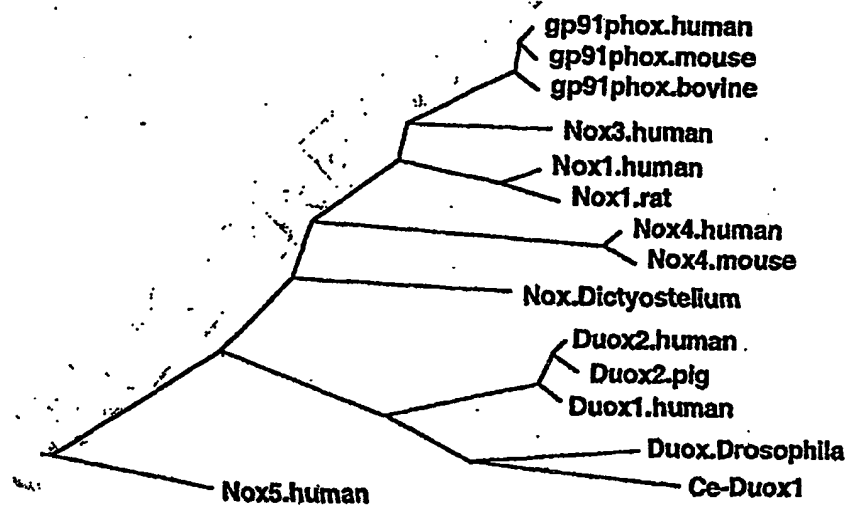 gp91phox.human
gp91phox.mouse
gp91phox.bovine
Nox3.human
Nox1.human
Nox1.rat
Nox4.human
Nox4.mouse
Nox.Dictyostelium
Duox2.human
Duox2.pig
Duox1.human
Duox.Drosophila
Ce-Duox1
Nox5.human